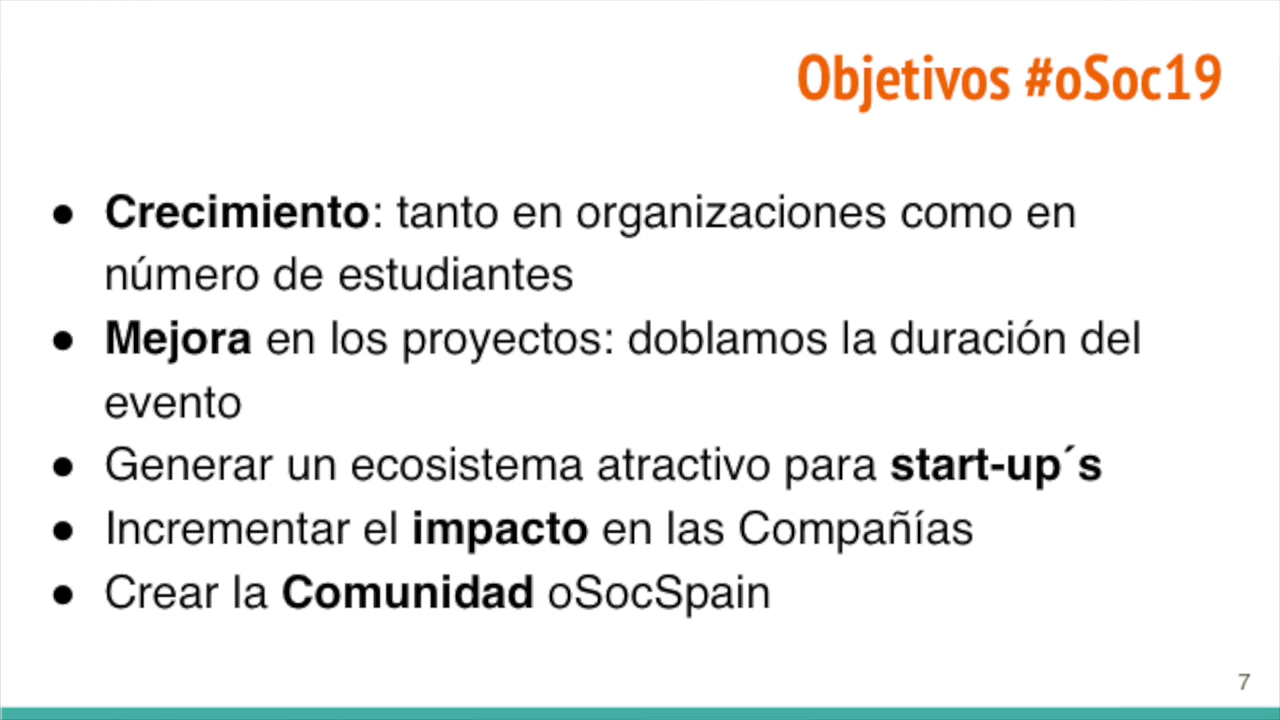 Objetivos #oSoc19
● Crecimiento: tanto en organizaciones como en
número de estudiantes
● Mejora en los proyectos: doblamos la duración del
evento
● Generar un ecosistema atractivo para start-up´s
● Incrementar el impacto en las Compañías
● Crear la Comunidad oSocSpain
7